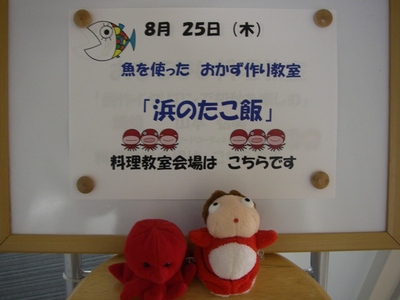 8月 25日（木）
魚を使った おかず作り教室
「浜のたこ飯」
料理教室会場は こちらです